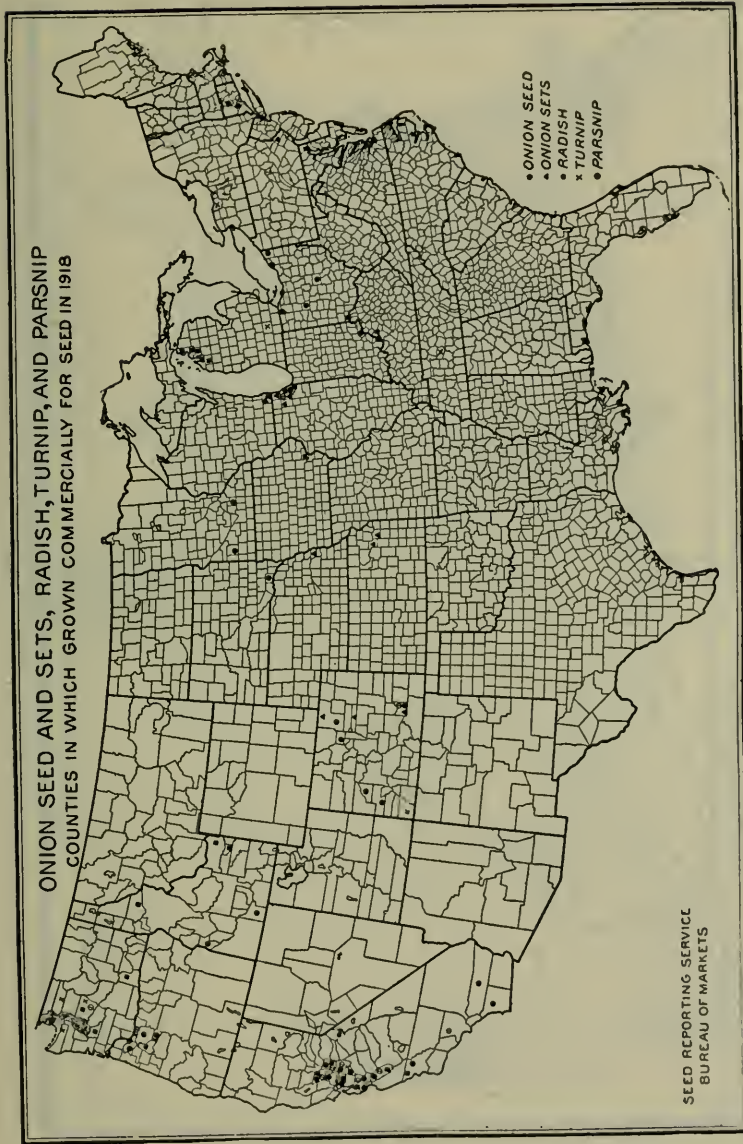 ONION SEED AND SETS, RADISH, TURNIP, AND PARSNIP
COUNTIES IN WHICH GROWN COMMERCIALLY FOR SEED IN 1918
• ONION SEED
▲ ONION SETS
• RADISH
x TURNIP
• PARSNIP
SEED REPORTING SERVICE
BUREAU OF MARKETS